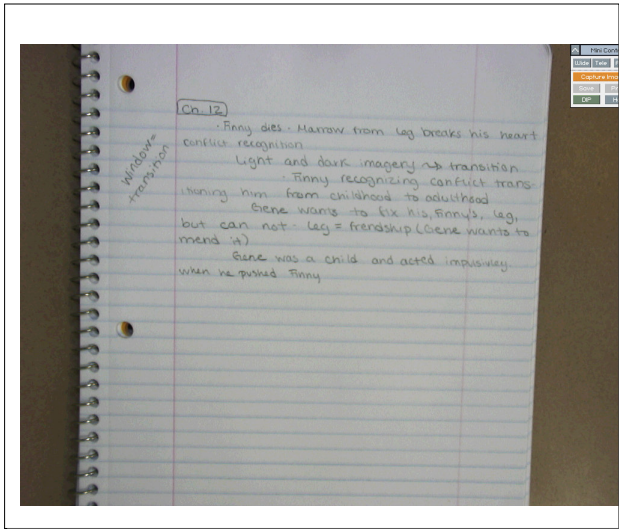 Ch. 12
· Finny dies · Marrow from leg breaks his heart
conflict recognition
Light and dark imagery ↝ transition
· Finny recognizing conflict trans-
itioning him from childhood to adulthood
Gene wants to fix his, Finny's, leg,
but can not · Leg = frendship (Gene wants to
mend it)
Gene was a child and acted impulsivley
when he pushed Finny
Window =
transition
Mini Cont
Wide Tele
Capture Ima
Save Pr
DIP H